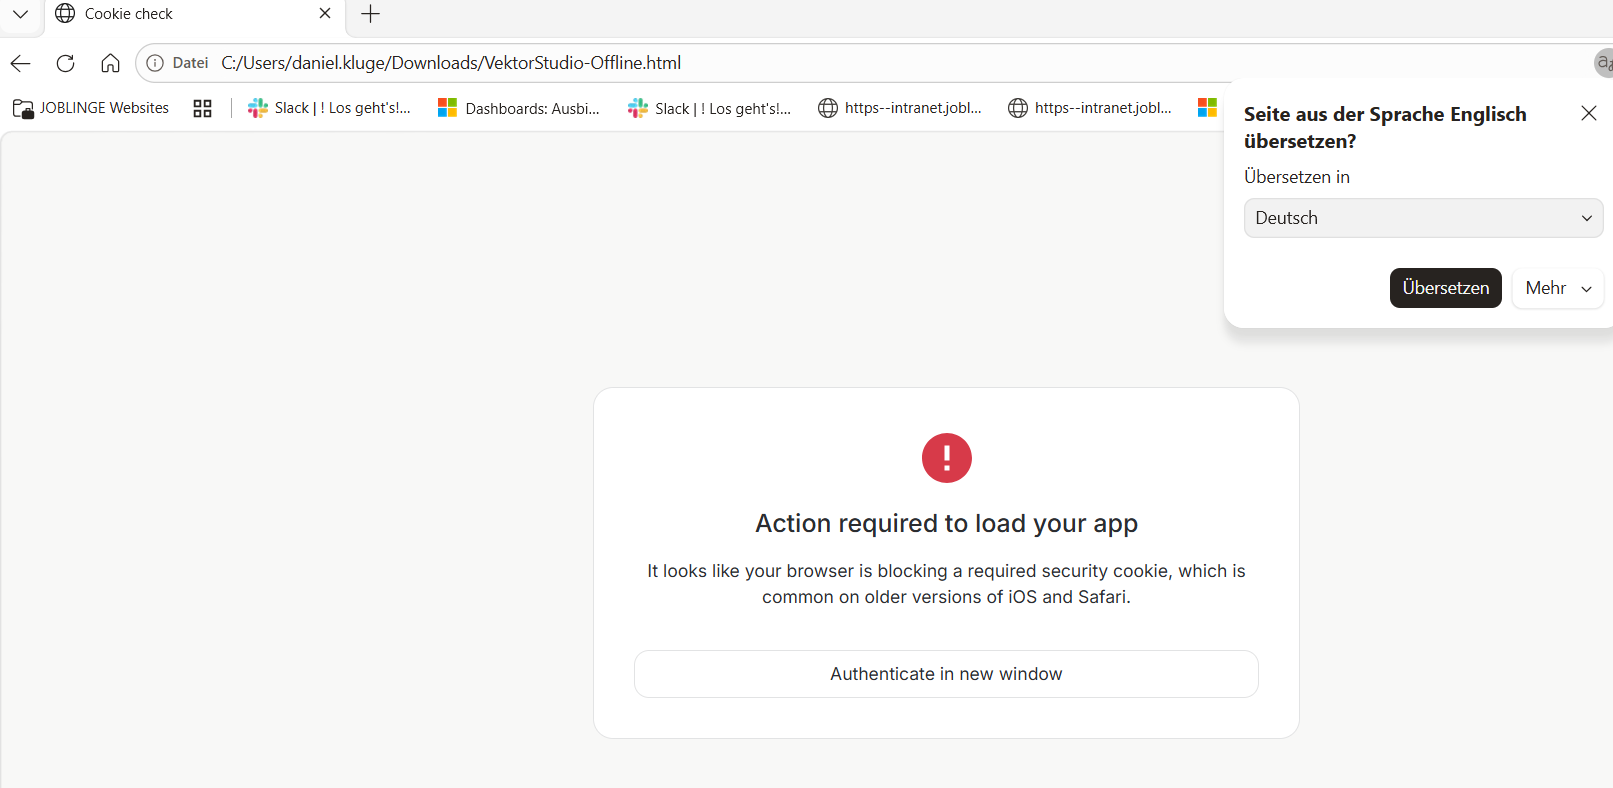 Cookie check
Datei C:/Users/daniel.kluge/Downloads/VektorStudio-Offline.html
JOBLINGE Websites
Slack | ! Los geht's!...
Dashboards: Ausbi...
Slack | ! Los geht's!...
https--intranet.jobl...
https--intranet.jobl...
Seite aus der Sprache Englisch
übersetzen?
Übersetzen in
Deutsch
Übersetzen
Mehr
!
Action required to load your app
It looks like your browser is blocking a required security cookie, which is
common on older versions of iOS and Safari.
Authenticate in new window